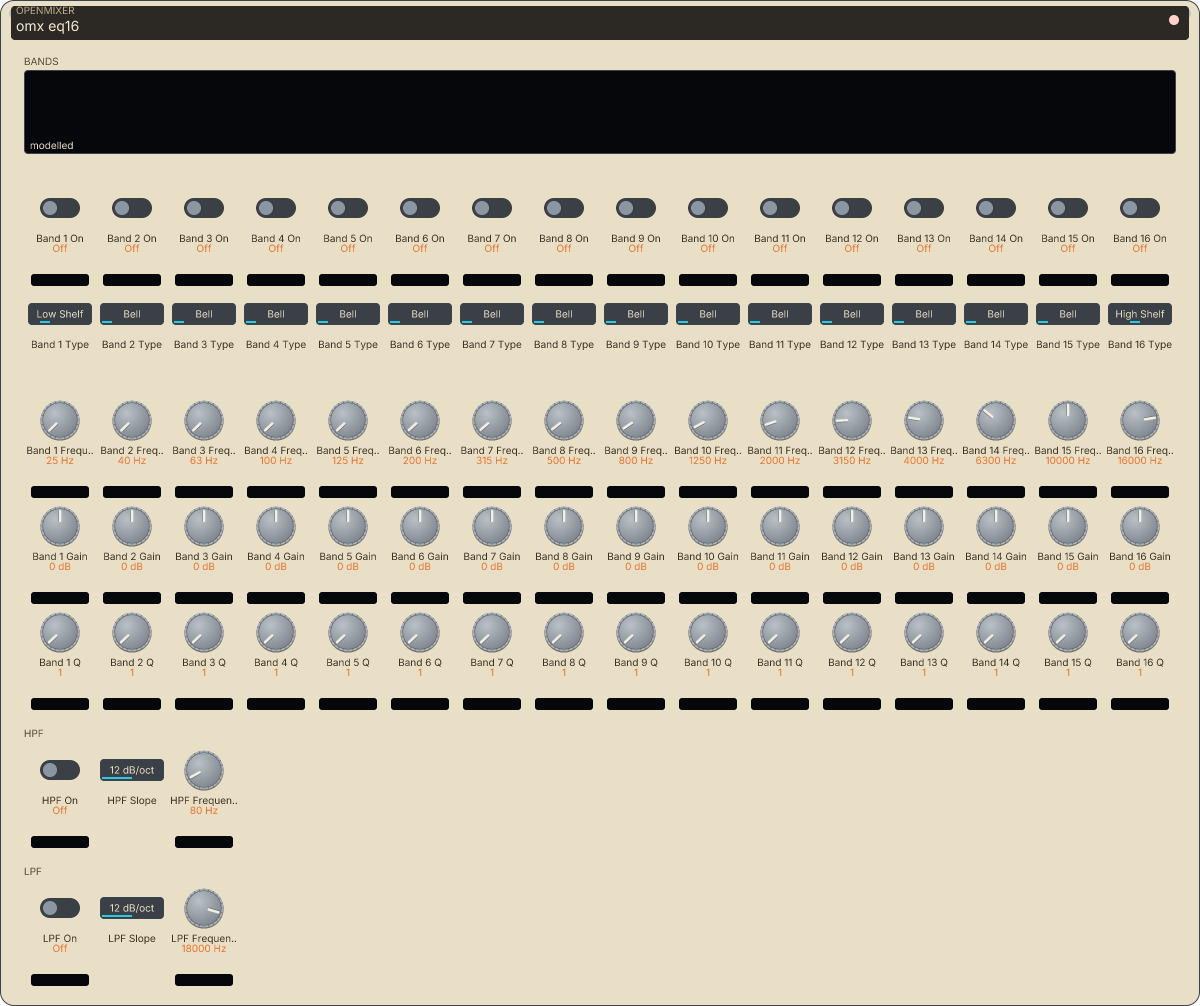 OPENMIXER
omx eq16
BANDS
modelled
Band 1 On Band 2 On Band 3 On Band 4 On Band 5 On Band 6 On Band 7 On Band 8 On Band 9 On Band 10 On Band 11 On Band 12 On Band 13 On Band 14 On Band 15 On Band 16 On
Off Off Off Off Off Off Off Off Off Off Off Off Off Off Off Off
Low Shelf Bell Bell Bell Bell Bell Bell Bell Bell Bell Bell Bell Bell Bell Bell High Shelf
Band 1 Type Band 2 Type Band 3 Type Band 4 Type Band 5 Type Band 6 Type Band 7 Type Band 8 Type Band 9 Type Band 10 Type Band 11 Type Band 12 Type Band 13 Type Band 14 Type Band 15 Type Band 16 Type
Band 1 Frequ.. Band 2 Freq.. Band 3 Freq.. Band 4 Freq.. Band 5 Freq.. Band 6 Freq.. Band 7 Freq.. Band 8 Freq.. Band 9 Freq.. Band 10 Freq.. Band 11 Freq.. Band 12 Freq.. Band 13 Freq.. Band 14 Freq.. Band 15 Freq.. Band 16 Freq..
25 Hz 40 Hz 63 Hz 100 Hz 125 Hz 200 Hz 315 Hz 500 Hz 800 Hz 1250 Hz 2000 Hz 3150 Hz 4000 Hz 6300 Hz 10000 Hz 16000 Hz
Band 1 Gain Band 2 Gain Band 3 Gain Band 4 Gain Band 5 Gain Band 6 Gain Band 7 Gain Band 8 Gain Band 9 Gain Band 10 Gain Band 11 Gain Band 12 Gain Band 13 Gain Band 14 Gain Band 15 Gain Band 16 Gain
0 dB 0 dB 0 dB 0 dB 0 dB 0 dB 0 dB 0 dB 0 dB 0 dB 0 dB 0 dB 0 dB 0 dB 0 dB 0 dB
Band 1 Q Band 2 Q Band 3 Q Band 4 Q Band 5 Q Band 6 Q Band 7 Q Band 8 Q Band 9 Q Band 10 Q Band 11 Q Band 12 Q Band 13 Q Band 14 Q Band 15 Q Band 16 Q
1 1 1 1 1 1 1 1 1 1 1 1 1 1 1 1
HPF
12 dB/oct
HPF On HPF Slope HPF Frequen..
Off 80 Hz
LPF
12 dB/oct
LPF On LPF Slope LPF Frequen..
Off 18000 Hz